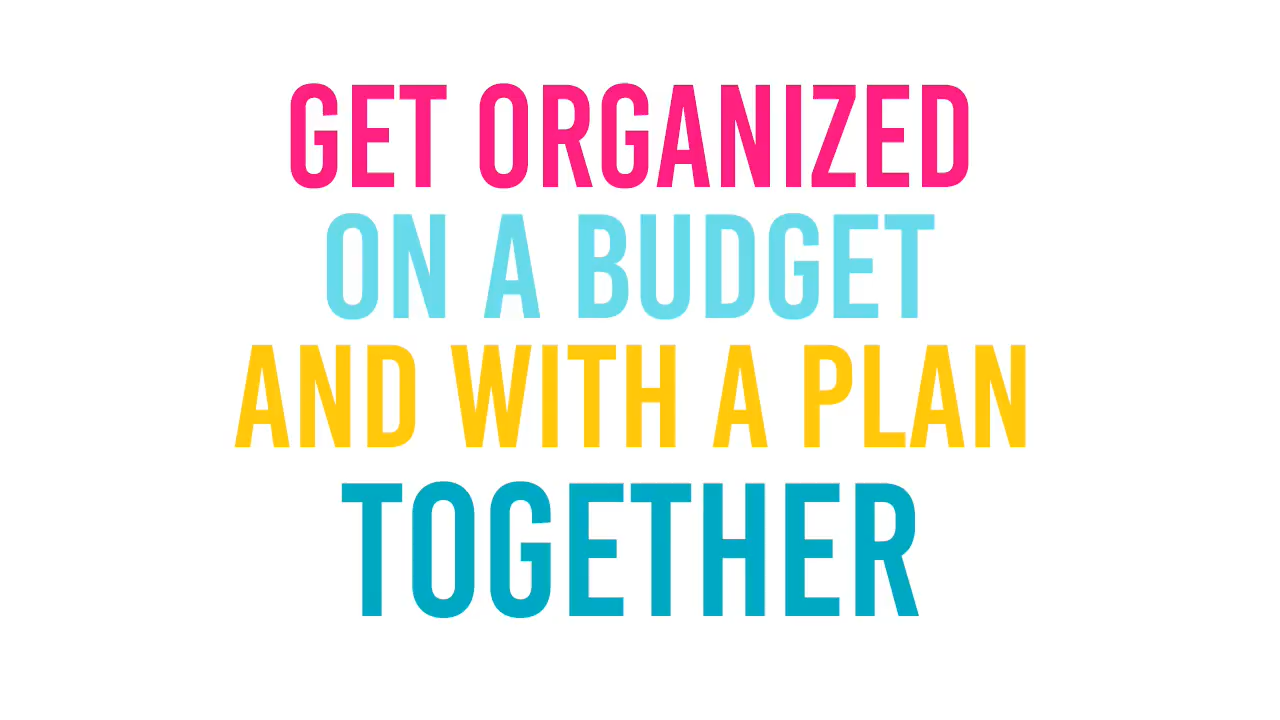 GET ORGANIZED
ON A BUDGET
AND WITH A PLAN
TOGETHER